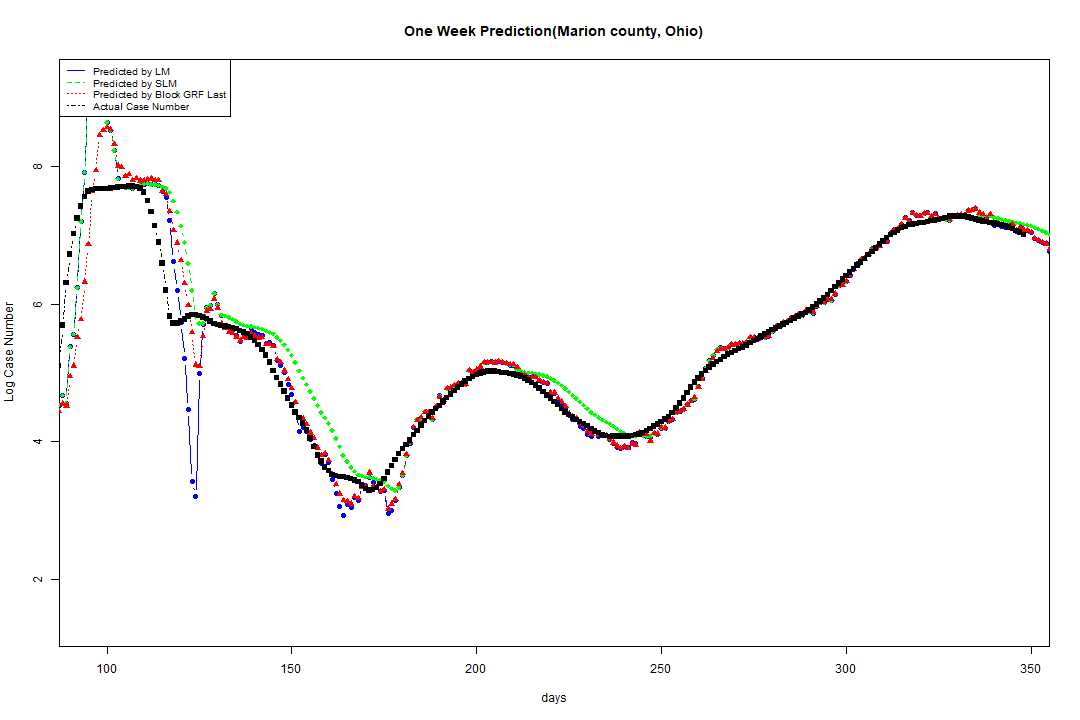 One Week Prediction(Marion county, Ohio)
Predicted by LM
Predicted by SLM
Predicted by Block GRF Last
Actual Case Number
8
6
4
2
Log Case Number
100 150 200 250 300 350
days